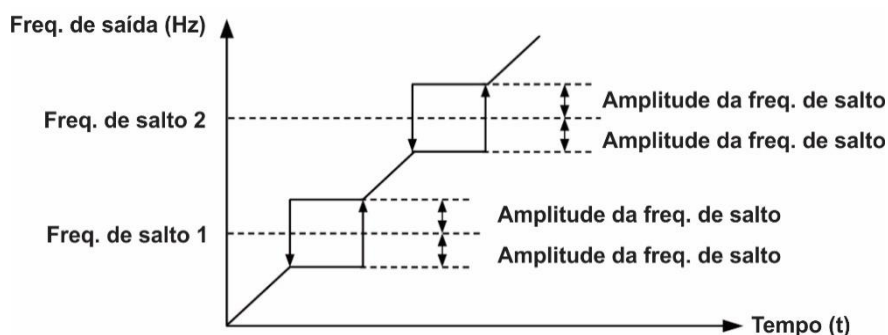 Freq. de saída (Hz)
Amplitude da freq. de salto
Freq. de salto 2
Amplitude da freq. de salto
Amplitude da freq. de salto
Freq. de salto 1
Amplitude da freq. de salto
Tempo (t)